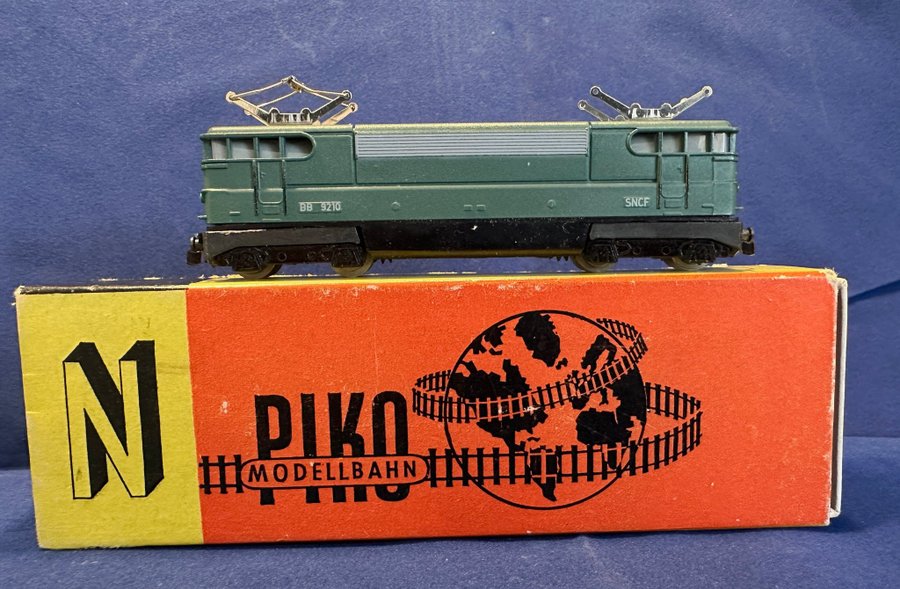 BB 9210
SNCF
N
PIKO
MODELLBAHN